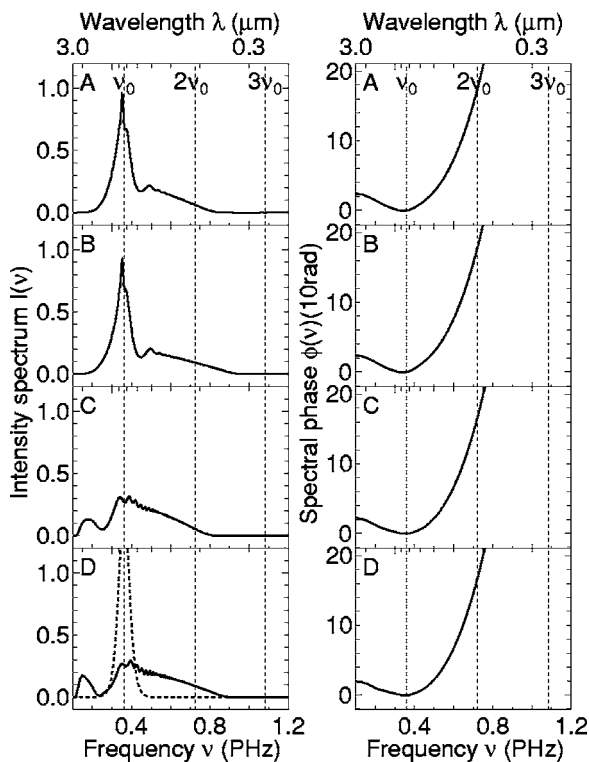 Wavelength λ (μm) Wavelength λ (μm)
3.0 0.3 3.0 0.3
A ν₀ 2ν₀ 3ν₀ A ν₀ 2ν₀ 3ν₀
1.0
0.5
0.0
20
10
0
B B
1.0
0.5
0.0
20
10
0
C C
1.0
0.5
0.0
20
10
0
D D
1.0
0.5
0.0
20
10
0
Intensity spectrum I(ν)
Spectral phase ϕ(ν)(10rad)
0.4 0.8 1.2 0.4 0.8 1.2
Frequency ν (PHz) Frequency ν (PHz)